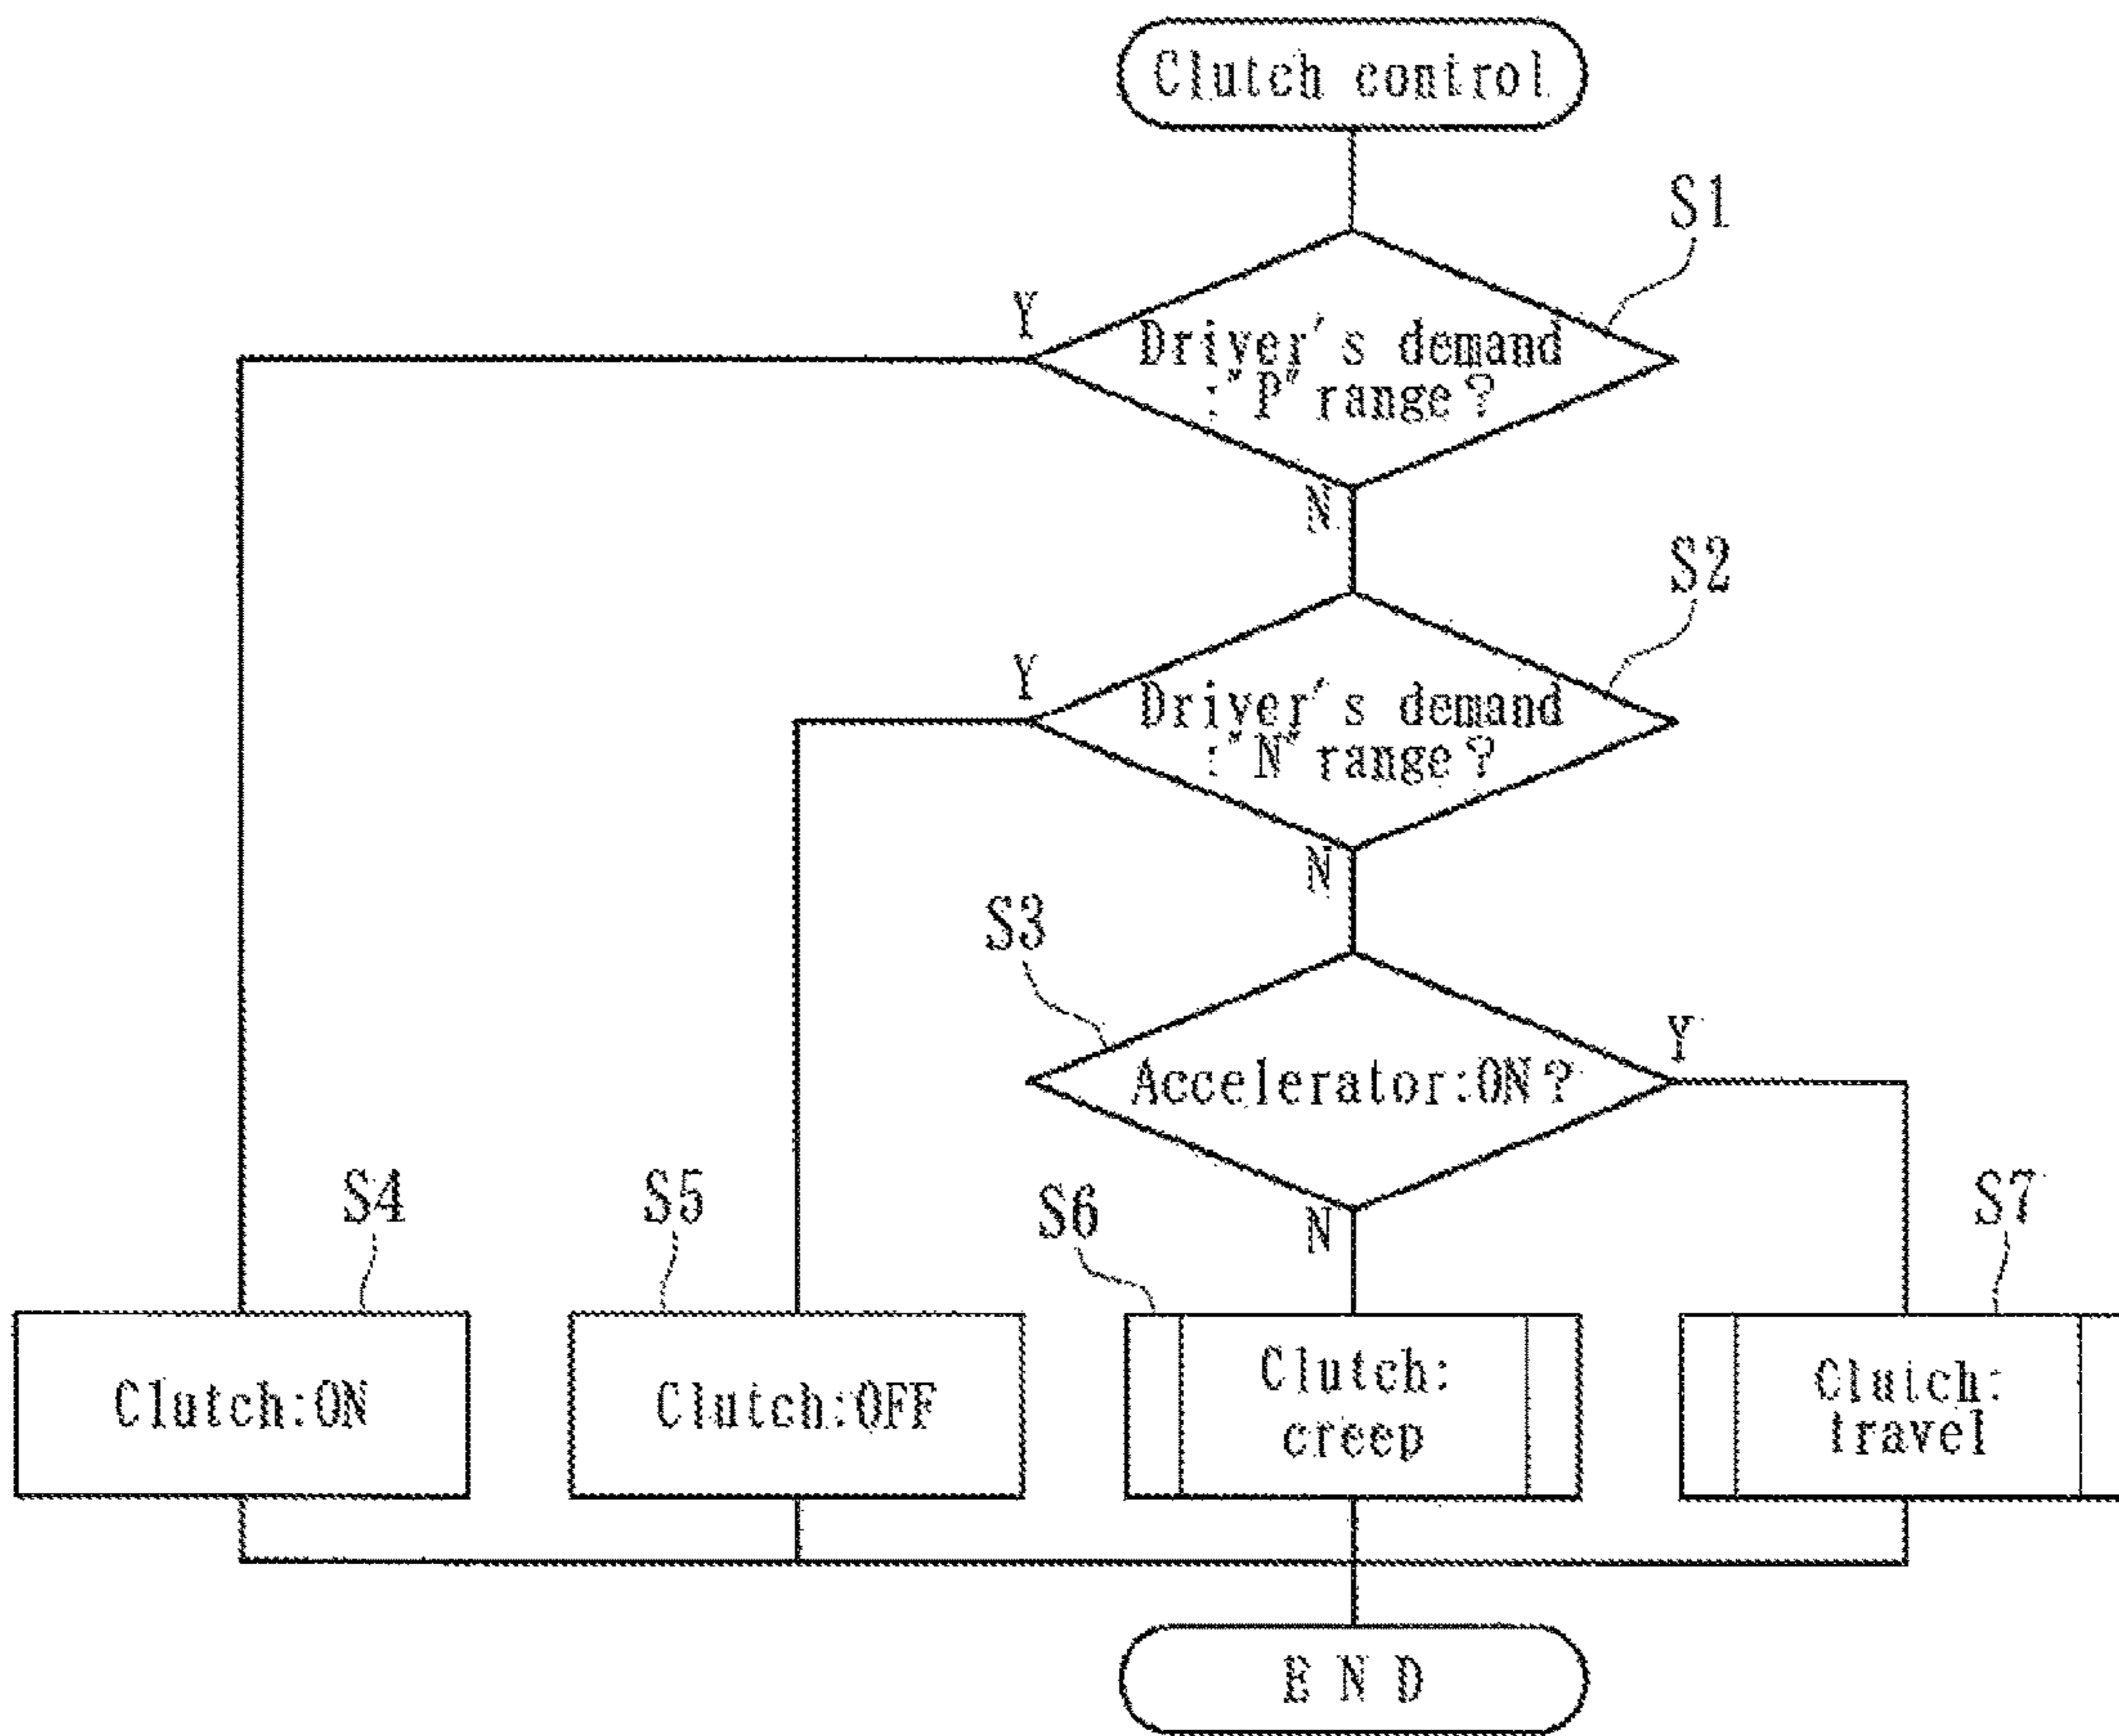 Clutch control
S1
Y
Driver's demand
:"P"range?
N
S2
Y
Driver's demand
:"N"range?
N
S3
Y
Accelerator:ON?
N
S4
S5
S6
S7
Clutch:ON
Clutch:OFF
Clutch:
creep
Clutch:
travel
END